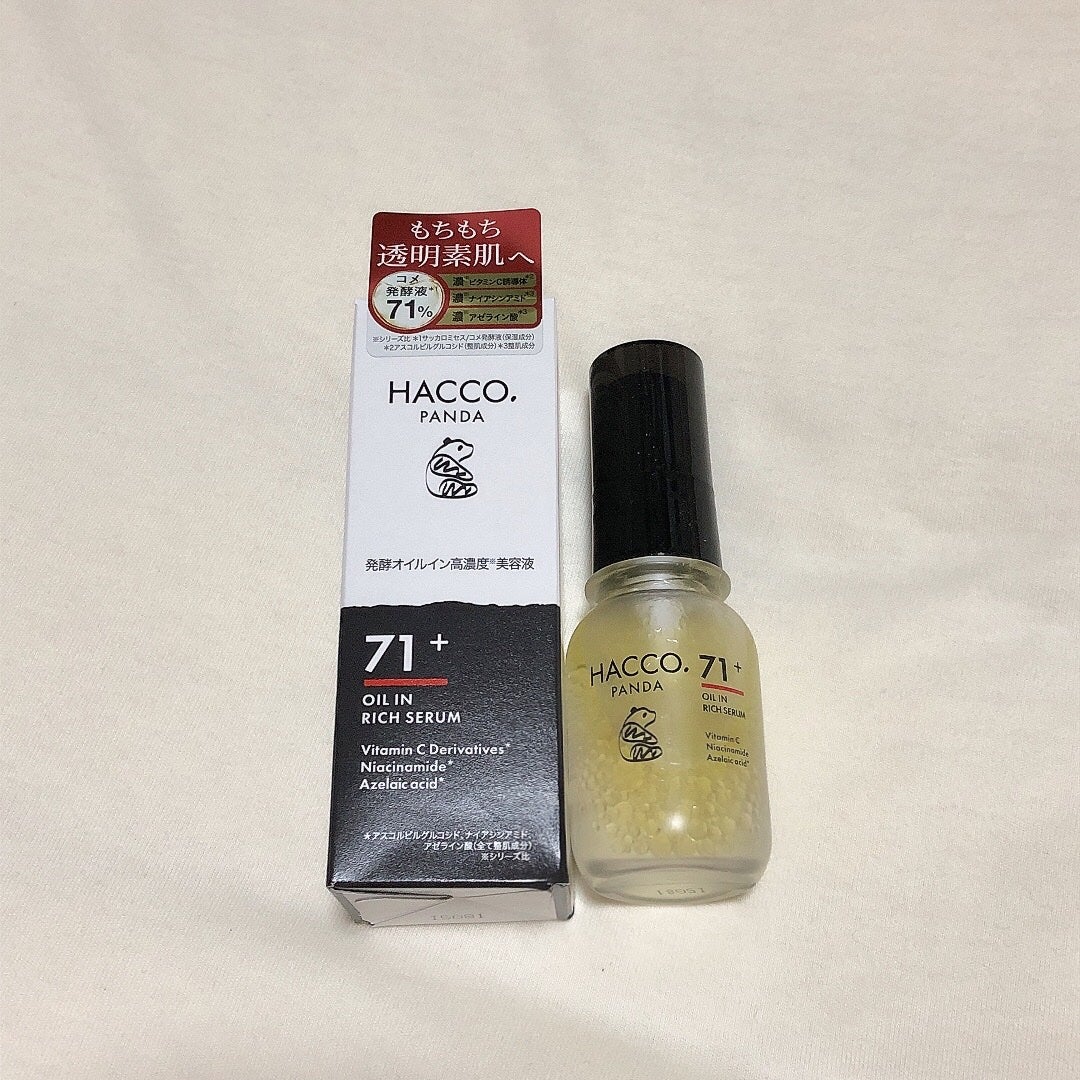 もちもち
透明素肌へ
コメ
発酵液*1
71%
濃※ビタミンC誘導体*2
濃※ナイアシンアミド*3
濃※アゼライン酸*3
※シリーズ比 *1サッカロミセス/コメ発酵液(保湿成分)
*2アスコルビルグルコシド(整肌成分)*3整肌成分
HACCO.
PANDA
発酵オイルイン高濃度※美容液
71+
OIL IN
RICH SERUM
Vitamin C Derivatives*
Niacinamide*
Azelaic acid*
★アスコルビルグルコシド、ナイアシンアミド、
アゼライン酸(全て整肌成分)
※シリーズ比
HACCO.
PANDA
71+
OIL IN
RICH SERUM
Vitamin C
Niacinamide
Azelaic acid*